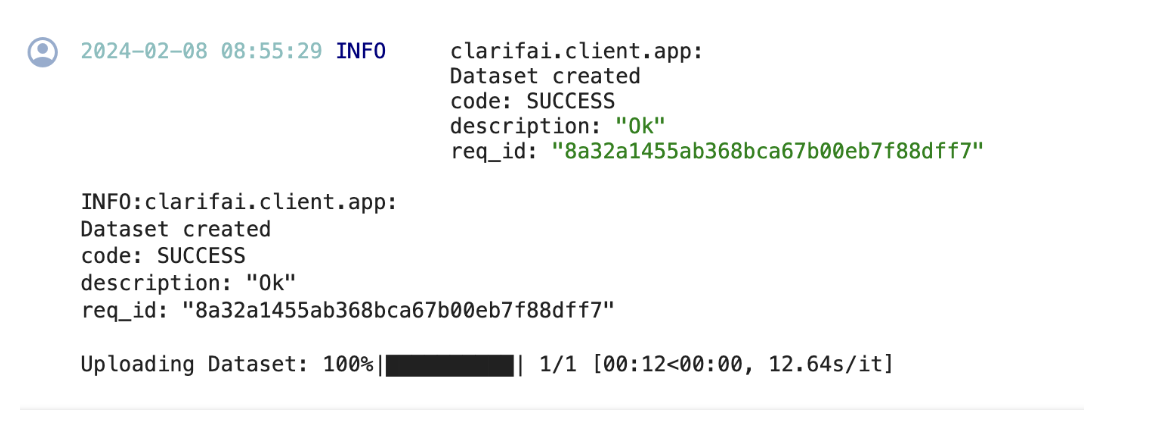 2024-02-08 08:55:29 INFO clarifai.client.app:
Dataset created
code: SUCCESS
description: "Ok"
req_id: "8a32a1455ab368bca67b00eb7f88dff7"
INFO:clarifai.client.app:
Dataset created
code: SUCCESS
description: "Ok"
req_id: "8a32a1455ab368bca67b00eb7f88dff7"
Uploading Dataset: 100%|██████████| 1/1 [00:12<00:00, 12.64s/it]